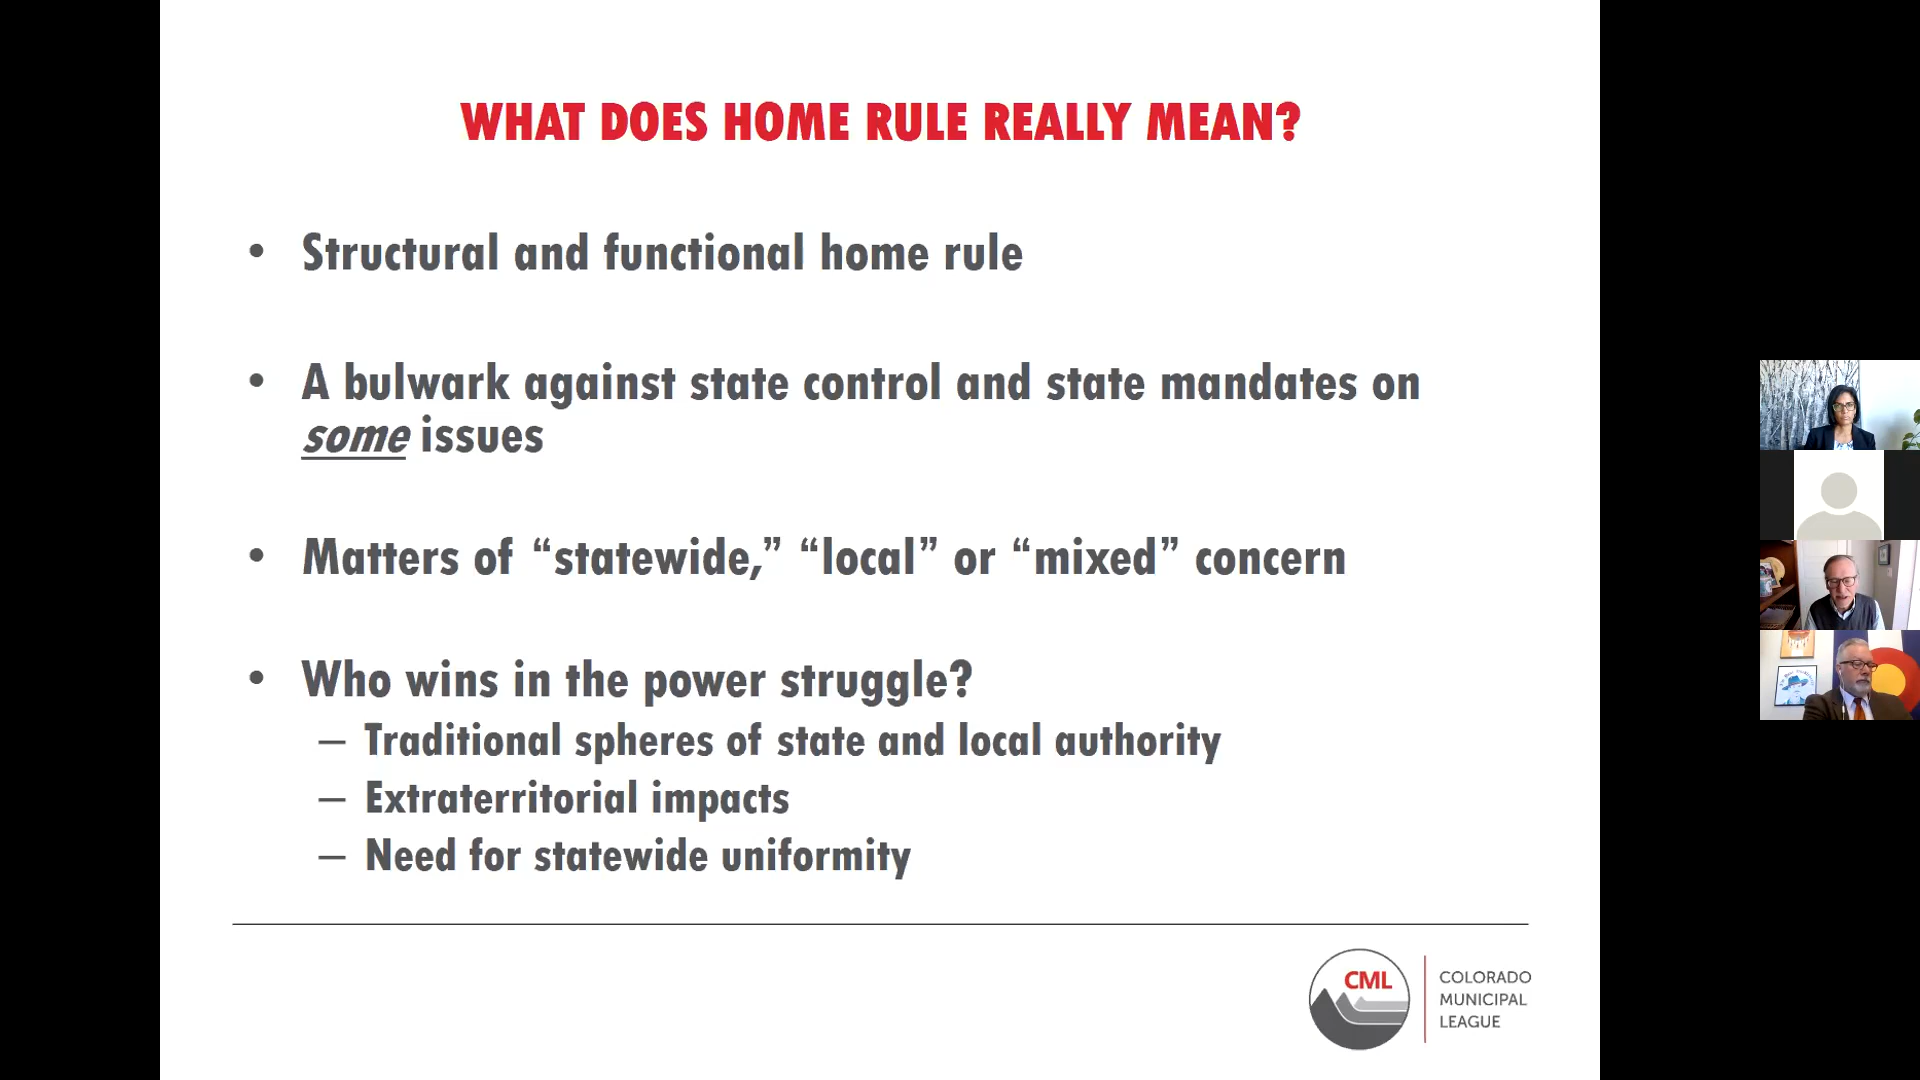 WHAT DOES HOME RULE REALLY MEAN?
• Structural and functional home rule
• A bulwark against state control and state mandates on
some issues
• Matters of “statewide,” “local” or “mixed” concern
• Who wins in the power struggle?
– Traditional spheres of state and local authority
– Extraterritorial impacts
– Need for statewide uniformity
CML
COLORADO
MUNICIPAL
LEAGUE